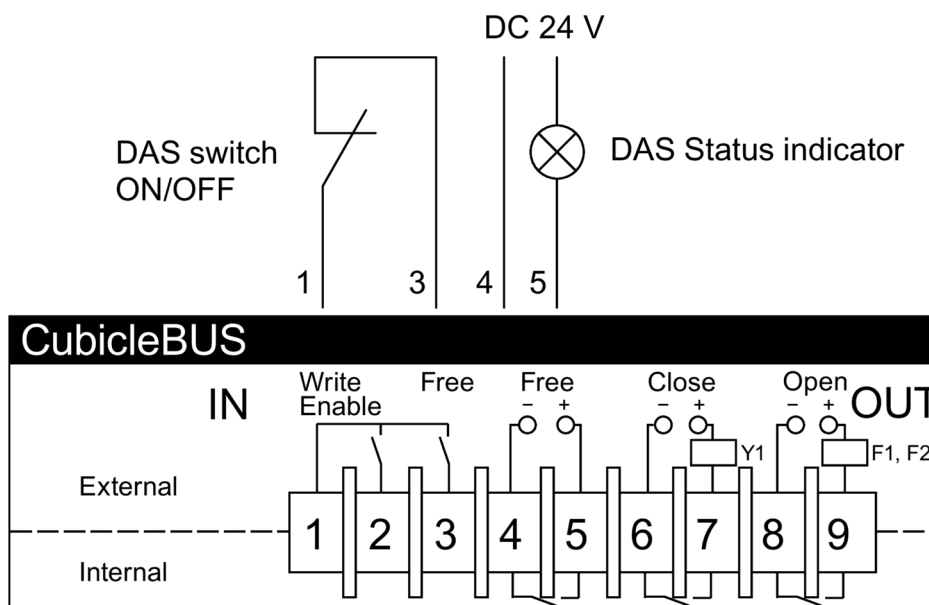 DC 24 V
DAS switch
ON/OFF
DAS Status indicator
1 3 4 5
CubicleBUS
IN
Write
Enable
Free
Free
- +
Close
- +
Open
- +
OUT
Y1
F1, F2
External
1 2 3 4 5 6 7 8 9
Internal